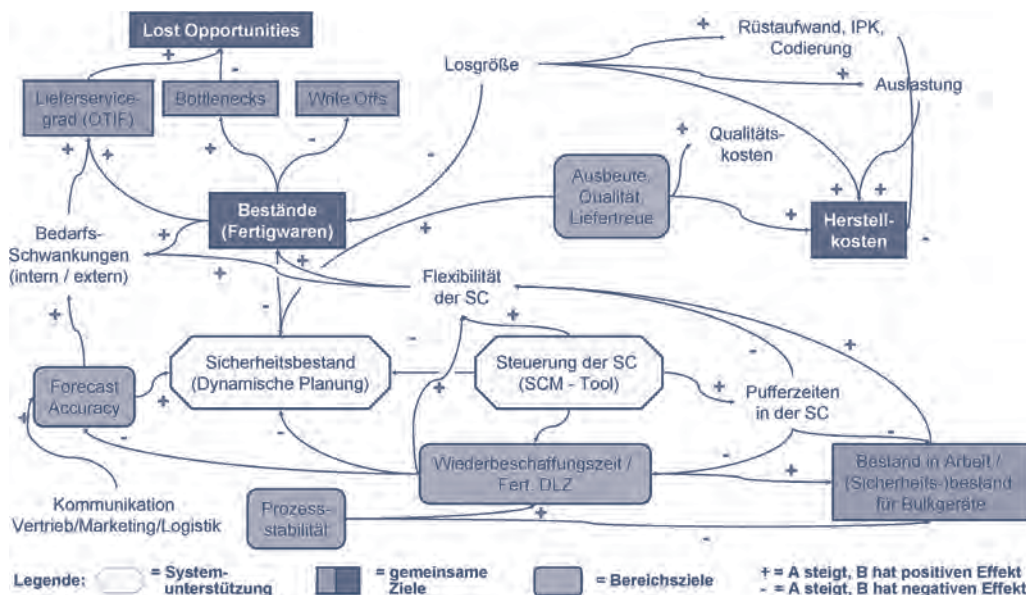 Lost Opportunities
+
-
Lieferservice-
grad (OTIF)
Bottlenecks
Write Offs
Losgröße
+
Rüstaufwand, IPK,
Codierung
+
Auslastung
+
+
+
-
-
+
Qualitäts-
kosten
Ausbeute,
Qualität,
Liefertreue
+
+
+
Herstell-
kosten
-
Bestände
(Fertigwaren)
+
+
Bedarfs-
Schwankungen
(intern / extern)
+
+
Flexibilität
der SC
+
-
-
+
-
+
-
Sicherheitsbestand
(Dynamische Planung)
Steuerung der SC
(SCM - Tool)
+
Pufferzeiten
in der SC
Forecast
Accuracy
+
+
-
-
+
-
-
+
Wiederbeschaffungszeit /
Fert. DLZ
Bestand in Arbeit /
(Sicherheits-)bestand
für Bulkgeräte
Kommunikation
Vertrieb/Marketing/Logistik
Prozess-
stabilität
+
-
Legende:
= System-
unterstützung
= gemeinsame
Ziele
= Bereichsziele
+ = A steigt, B hat positiven Effekt
- = A steigt, B hat negativen Effekt